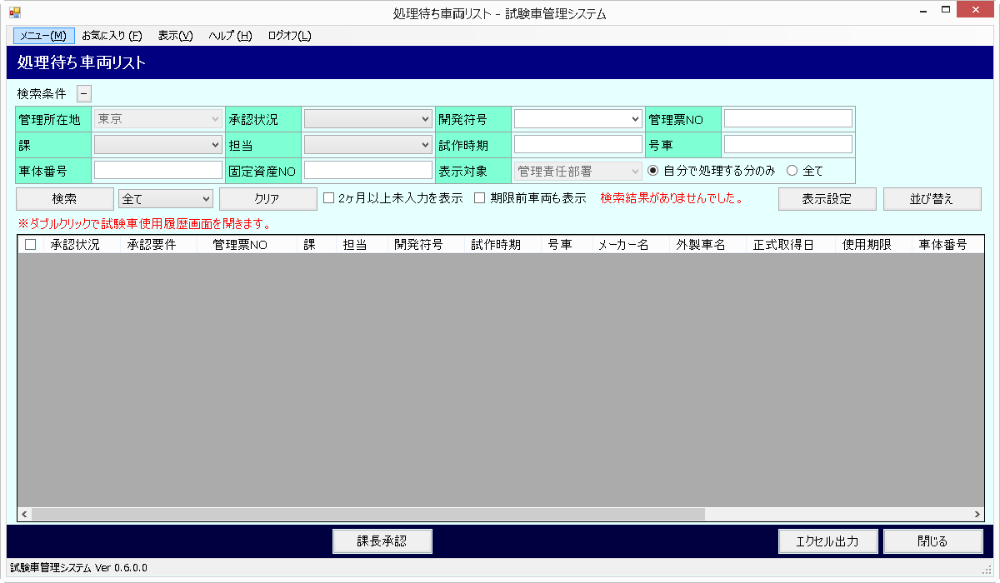 処理待ち車両リスト - 試験車管理システム
メニュー(M) お気に入り(F) 表示(V) ヘルプ(H) ログオフ(L)
処理待ち車両リスト
検索条件 −
管理所在地 東京 承認状況 開発符号 管理票NO
課 担当 試作時期 号車
車体番号 固定資産NO 表示対象 管理責任部署 自分で処理する分のみ 全て
検索 全て クリア 2ヶ月以上未入力を表示 期限前車両も表示 検索結果がありませんでした。 表示設定 並び替え
※ダブルクリックで試験車使用履歴画面を開きます。
承認状況 承認要件 管理票NO 課 担当 開発符号 試作時期 号車 メーカー名 外製車名 正式取得日 使用期限 車体番号
課長承認 エクセル出力 閉じる
試験車管理システム Ver 0.6.0.0